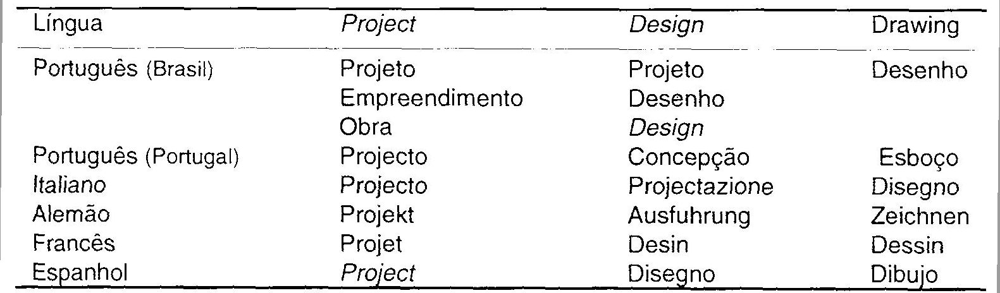 Língua Project Design Drawing
Português (Brasil) Projeto Projeto Desenho
Empreendimento Desenho
Obra Design
Português (Portugal) Projecto Concepção Esboço
Italiano Projecto Projectazione Disegno
Alemão Projekt Ausfuhrung Zeichnen
Francês Projet Desin Dessin
Espanhol Project Disegno Dibujo